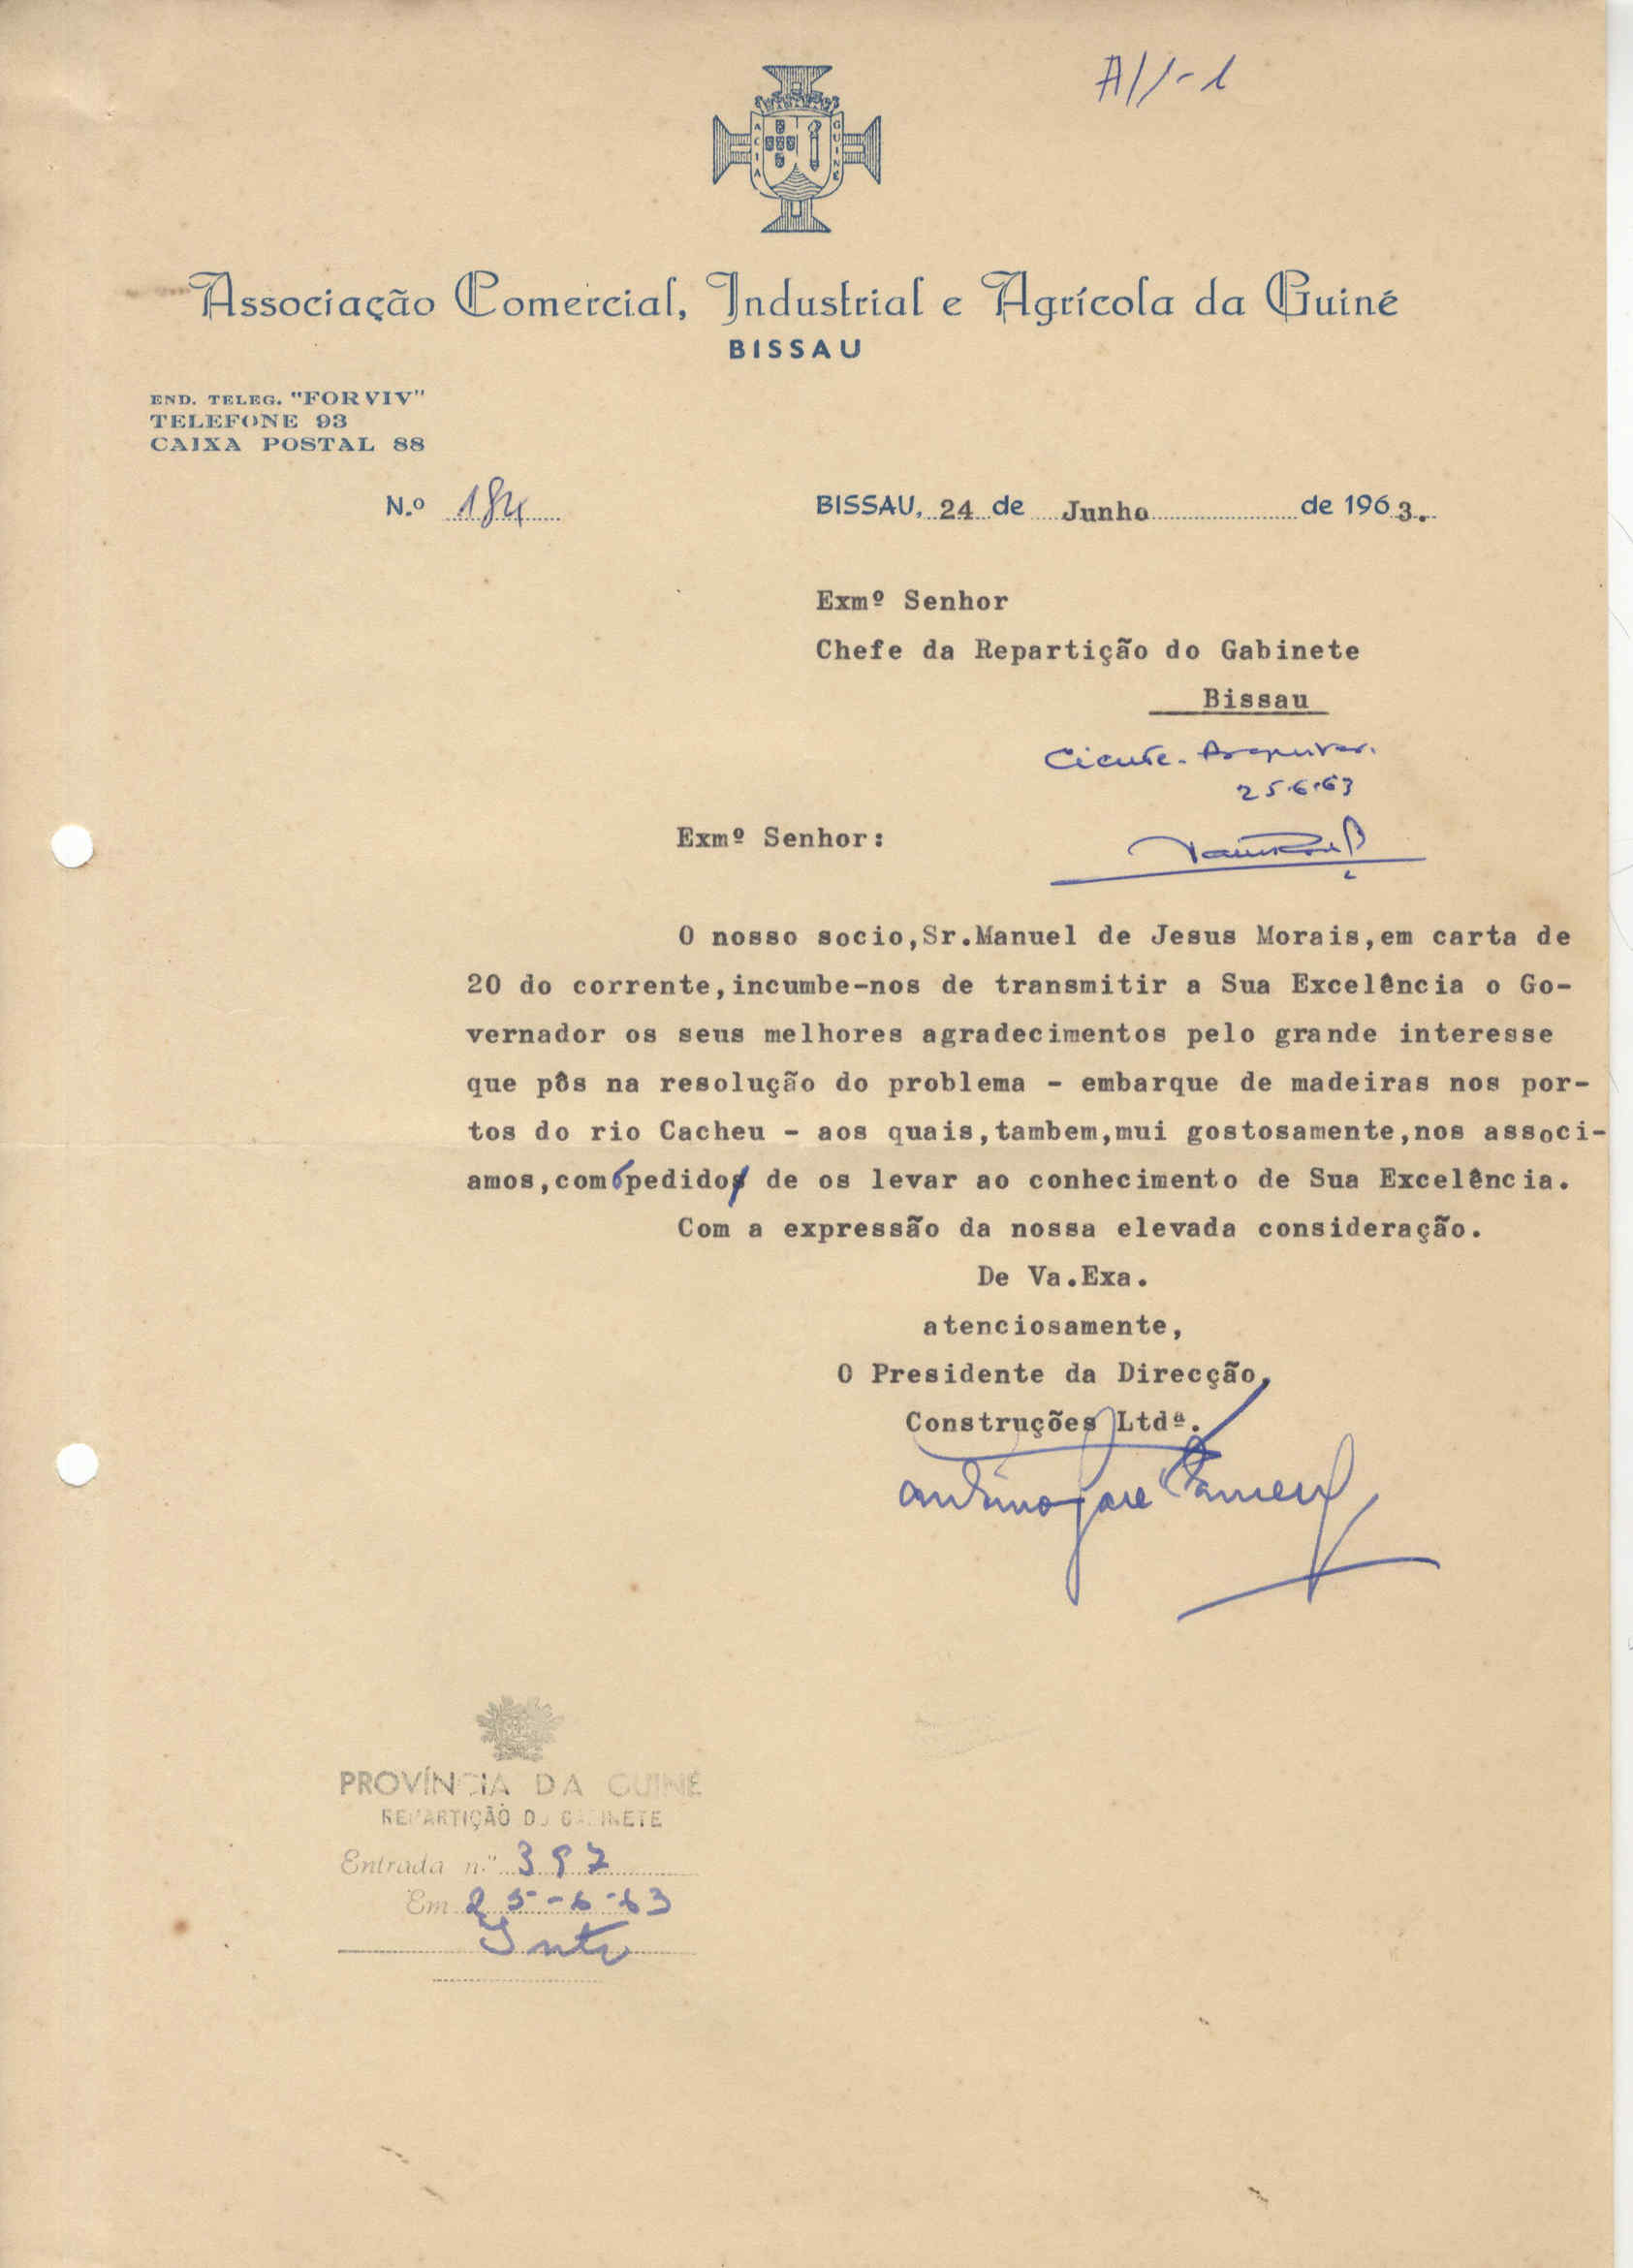 A//-1
ACIA GUINÉ
Associação Comercial, Industrial e Agrícola da Guiné
BISSAU
END. TELEG. "FORVIV"
TELEFONE 93
CAIXA POSTAL 88
N.º 184 BISSAU, 24 de Junho de 1963.
Exmº Senhor
Chefe da Repartição do Gabinete
Bissau
Ciente. Arquivar.
25.6.63
Exmº Senhor:
O nosso socio,Sr.Manuel de Jesus Morais,em carta de
20 do corrente,incumbe-nos de transmitir a Sua Excelência o Go-
vernador os seus melhores agradecimentos pelo grande interesse
que pôs na resolução do problema - embarque de madeiras nos por-
tos do rio Cacheu - aos quais,tambem,mui gostosamente,nos associ-
amos,com o pedido de os levar ao conhecimento de Sua Excelência.
Com a expressão da nossa elevada consideração.
De Va.Exa.
atenciosamente,
O Presidente da Direcção,
Construções Ltdª.
PROVÍNCIA DA GUINÉ
REPARTIÇÃO DO GABINETE
Entrada n.º 397
Em 25-6-63